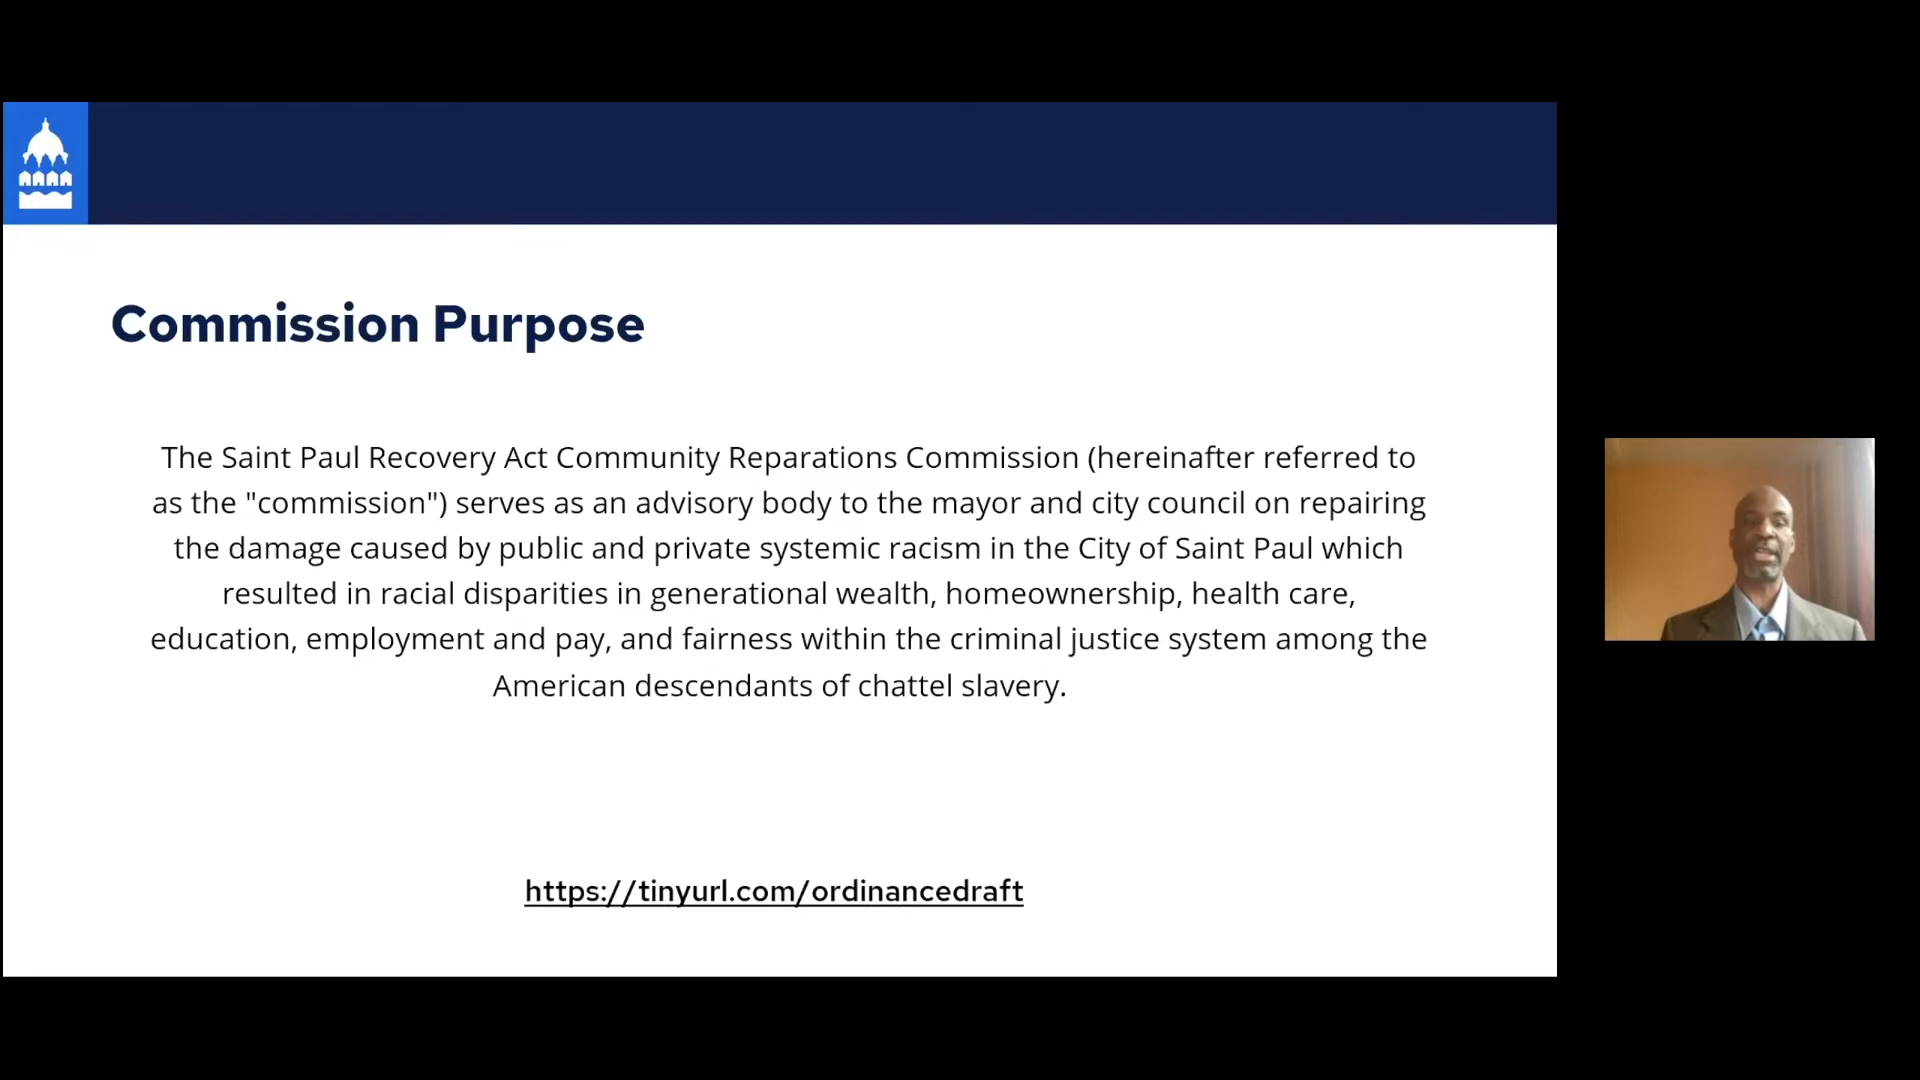 Commission Purpose
The Saint Paul Recovery Act Community Reparations Commission (hereinafter referred to
as the "commission") serves as an advisory body to the mayor and city council on repairing
the damage caused by public and private systemic racism in the City of Saint Paul which
resulted in racial disparities in generational wealth, homeownership, health care,
education, employment and pay, and fairness within the criminal justice system among the
American descendants of chattel slavery.
https://tinyurl.com/ordinancedraft